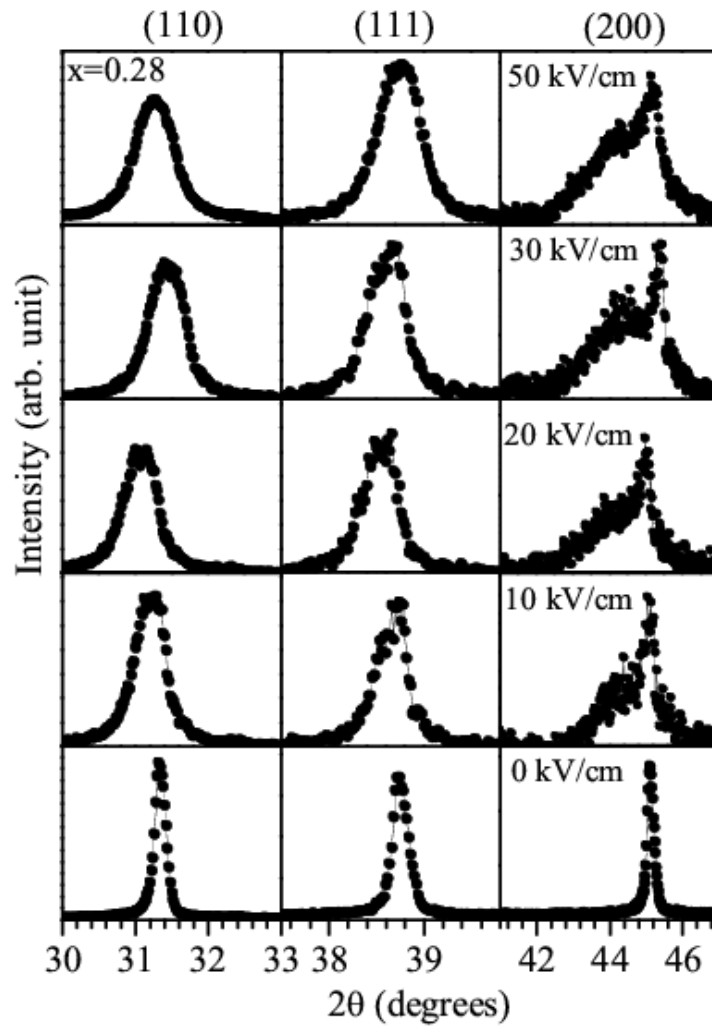 (110) (111) (200)
x=0.28 50 kV/cm
30 kV/cm
20 kV/cm
10 kV/cm
0 kV/cm
Intensity (arb. unit)
30 31 32 33 38 39 42 44 46
2θ (degrees)